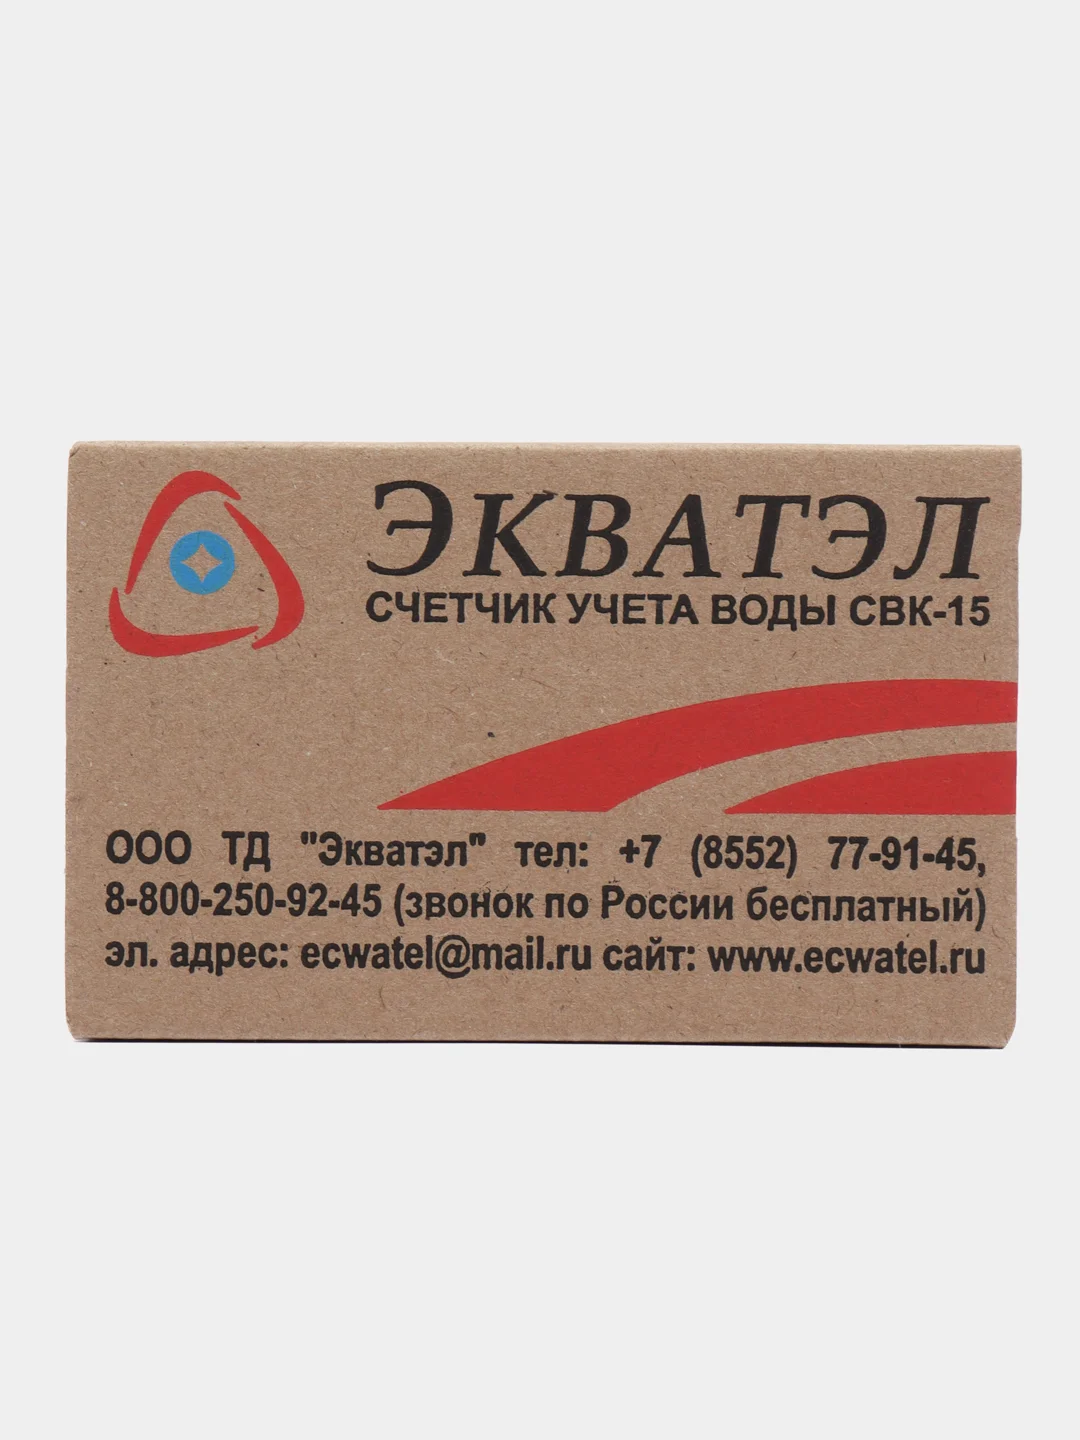 ЭКВАТЭЛ
СЧЕТЧИК УЧЕТА ВОДЫ СВК-15
ООО ТД "Экватэл" тел: +7 (8552) 77-91-45,
8-800-250-92-45 (звонок по России бесплатный)
эл. адрес: ecwatel@mail.ru сайт: www.ecwatel.ru